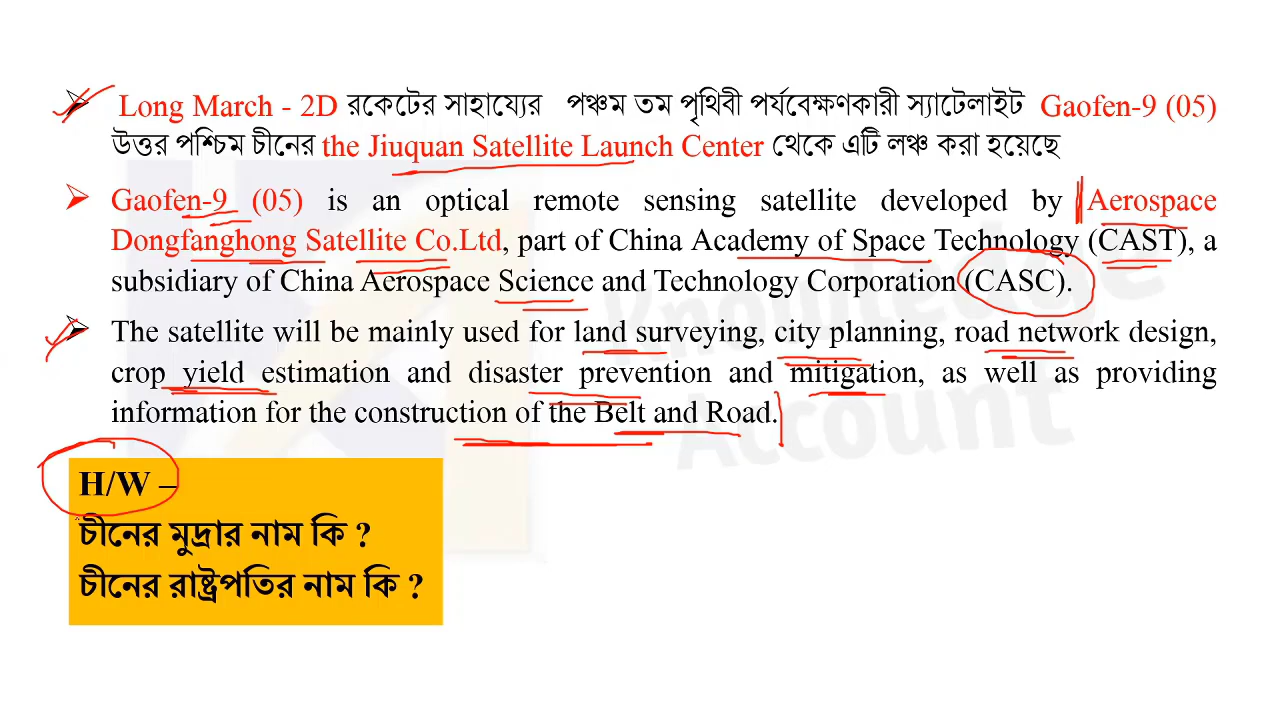 Long March - 2D রকেটের সাহায্যের পঞ্চম তম পৃথিবী পর্যবেক্ষণকারী স্যাটেলাইট Gaofen-9 (05)
উত্তর পশ্চিম চীনের the Jiuquan Satellite Launch Center থেকে এটি লঞ্চ করা হয়েছে
Gaofen-9 (05) is an optical remote sensing satellite developed by Aerospace
Dongfanghong Satellite Co.Ltd, part of China Academy of Space Technology (CAST), a
subsidiary of China Aerospace Science and Technology Corporation (CASC).
The satellite will be mainly used for land surveying, city planning, road network design,
crop yield estimation and disaster prevention and mitigation, as well as providing
information for the construction of the Belt and Road.
Knowledge
Account
H/W –
চীনের মুদ্রার নাম কি ?
চীনের রাষ্ট্রপতির নাম কি ?